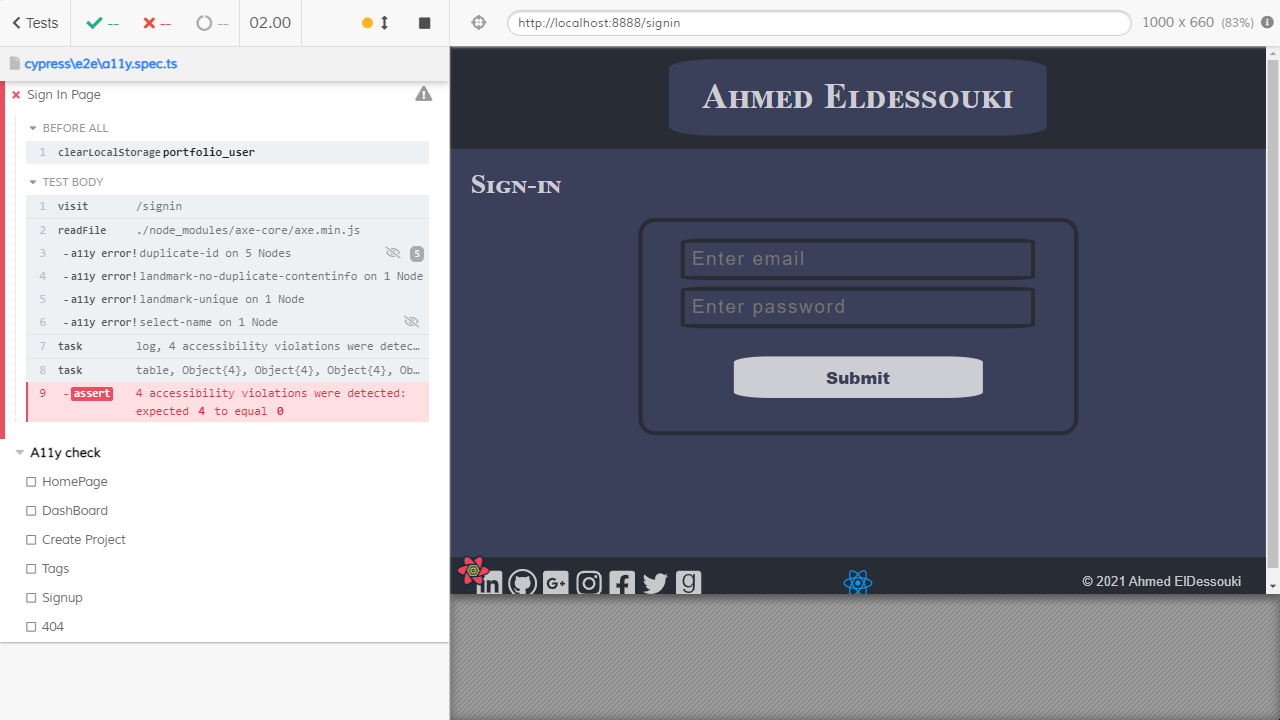 Tests
--
--
--
02.00
http://localhost:8888/signin
1000 x 660 (83%)
cypress\e2e\a11y.spec.ts
Sign In Page
BEFORE ALL
1 clearLocalStorage portfolio_user
TEST BODY
1 visit /signin
2 readFile ./node_modules/axe-core/axe.min.js
3 -a11y error! duplicate-id on 5 Nodes 5
4 -a11y error! landmark-no-duplicate-contentinfo on 1 Node
5 -a11y error! landmark-unique on 1 Node
6 -a11y error! select-name on 1 Node
7 task log, 4 accessibility violations were detec…
8 task table, Object{4}, Object{4}, Object{4}, Ob…
9 -assert 4 accessibility violations were detected:
expected 4 to equal 0
A11y check
HomePage
DashBoard
Create Project
Tags
Signup
404
Ahmed Eldessouki
Sign-in
Enter email
Enter password
Submit
© 2021 Ahmed ElDessouki